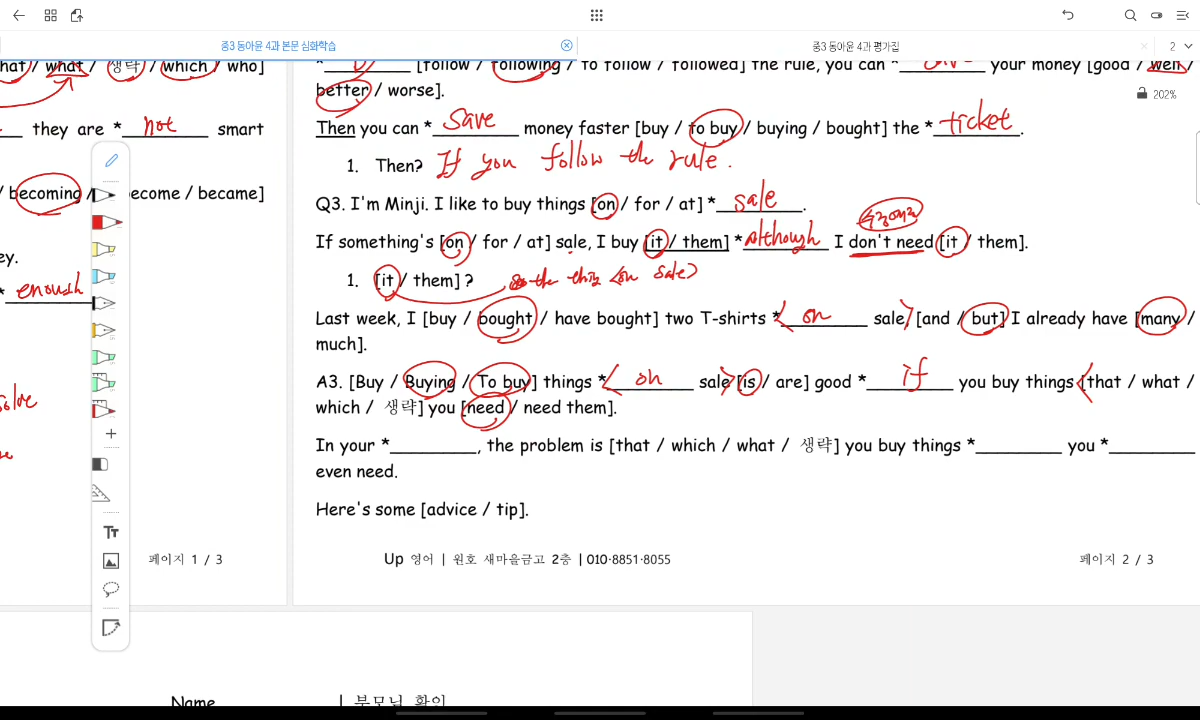 중3 동아윤 4과 본문 심화학습
중3 동아윤 4과 평가집
2
202%
hat / what / 생략 / which / who]
they are *not smart
/ becoming / become / became]
ey.
* enough
solve
[follow / following / to follow / followed] the rule, you can *________ your money [good / well /
better / worse].
Then you can *save money faster [buy / to buy / buying / bought] the *ticket.
1. Then? If you follow the rule.
Q3. I'm Minji. I like to buy things [on / for / at] *sale.
If something's [on / for / at] sale, I buy [it / them] *although I don't need [it / them].
1. [it / them] ? the thing <on sale>
Last week, I [buy / bought / have bought] two T-shirts *<on sale> [and / but] I already have [many /
much].
A3. [Buy / Buying / To buy] things *<on sale> [is / are] good *if you buy things <[that / what /
which / 생략] you [need / need them].
In your *________, the problem is [that / which / what / 생략] you buy things *________ you *________
even need.
Here's some [advice / tip].
페이지 1 / 3
Up 영어 | 원호 새마을금고 2층 | 010-8851-8055
페이지 2 / 3
Name
| 부모님 확인